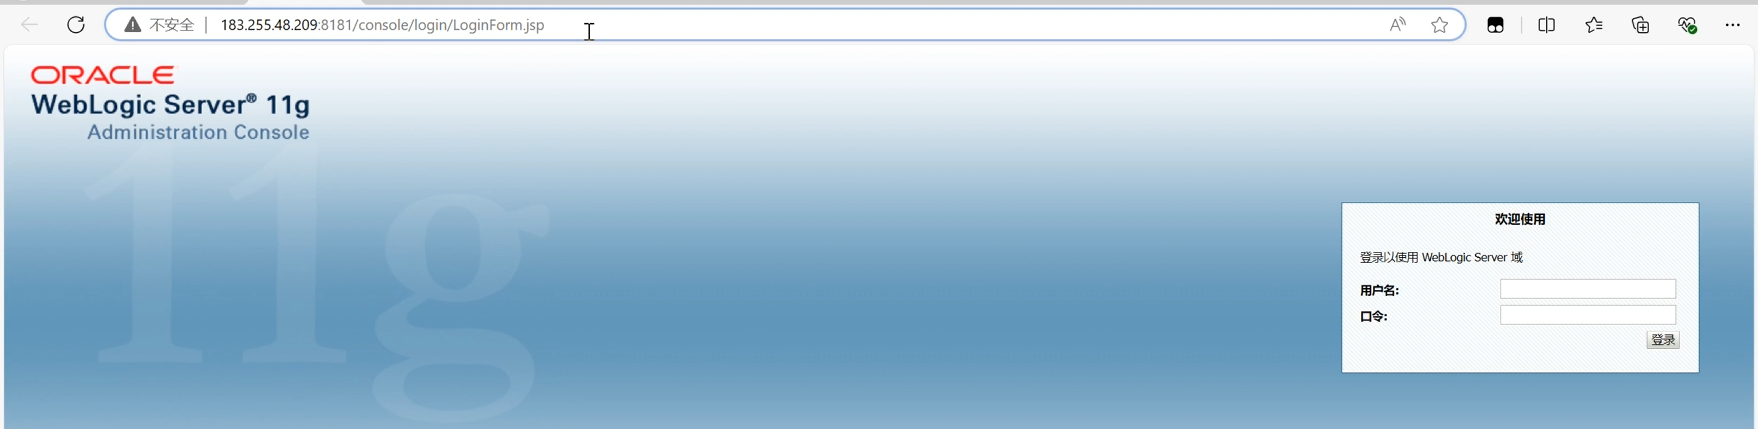 不安全 183.255.48.209:8181/console/login/LoginForm.jsp
ORACLE
WebLogic Server® 11g
Administration Console
11g
欢迎使用
登录以使用 WebLogic Server 域
用户名:
口令:
登录